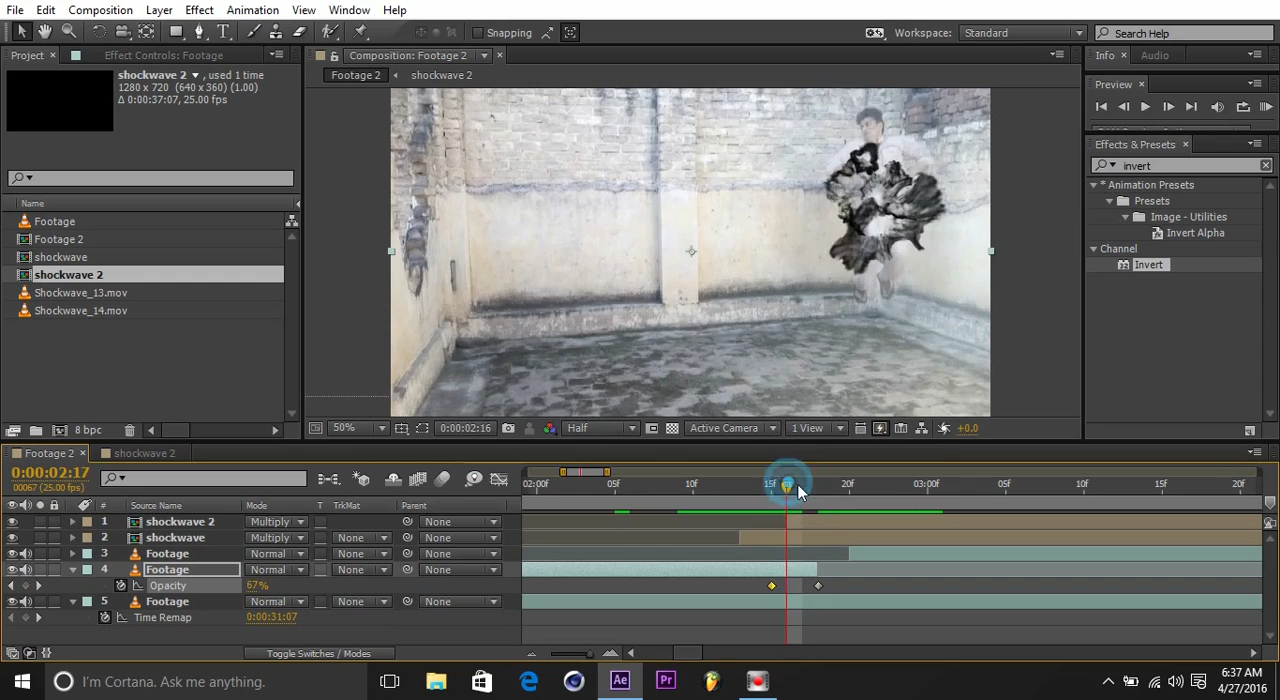 File Edit Composition Layer Effect Animation View Window Help
Snapping
Workspace: Standard
Search Help
Project × Effect Controls: Footage
shockwave 2 , used 1 time
1280 x 720 (640 x 360) (1.00)
Δ 0:00:37:07, 25.00 fps
Name
Footage
Footage 2
shockwave
shockwave 2
Shockwave_13.mov
Shockwave_14.mov
8 bpc
Composition: Footage 2
Footage 2 shockwave 2
50% 0:00:02:16 Half Active Camera 1 View +0.0
Info × Audio
Preview ×
Effects & Presets ×
invert
* Animation Presets
Presets
Image - Utilities
Invert Alpha
Channel
Invert
Footage 2 × shockwave 2
0:00:02:17
00067 (25.00 fps)
02:00f 05f 10f 15f 20f 03:00f 05f 10f 15f 20f
# Source Name Mode T TrkMat Parent
1 shockwave 2 Multiply None
2 shockwave Multiply None None
3 Footage Normal None None
4 Footage Normal None None
Opacity 67%
5 Footage Normal None None
Time Remap 0:00:31:07
Toggle Switches / Modes
I'm Cortana. Ask me anything.
Ae Pr
6:37 AM
4/27/2016